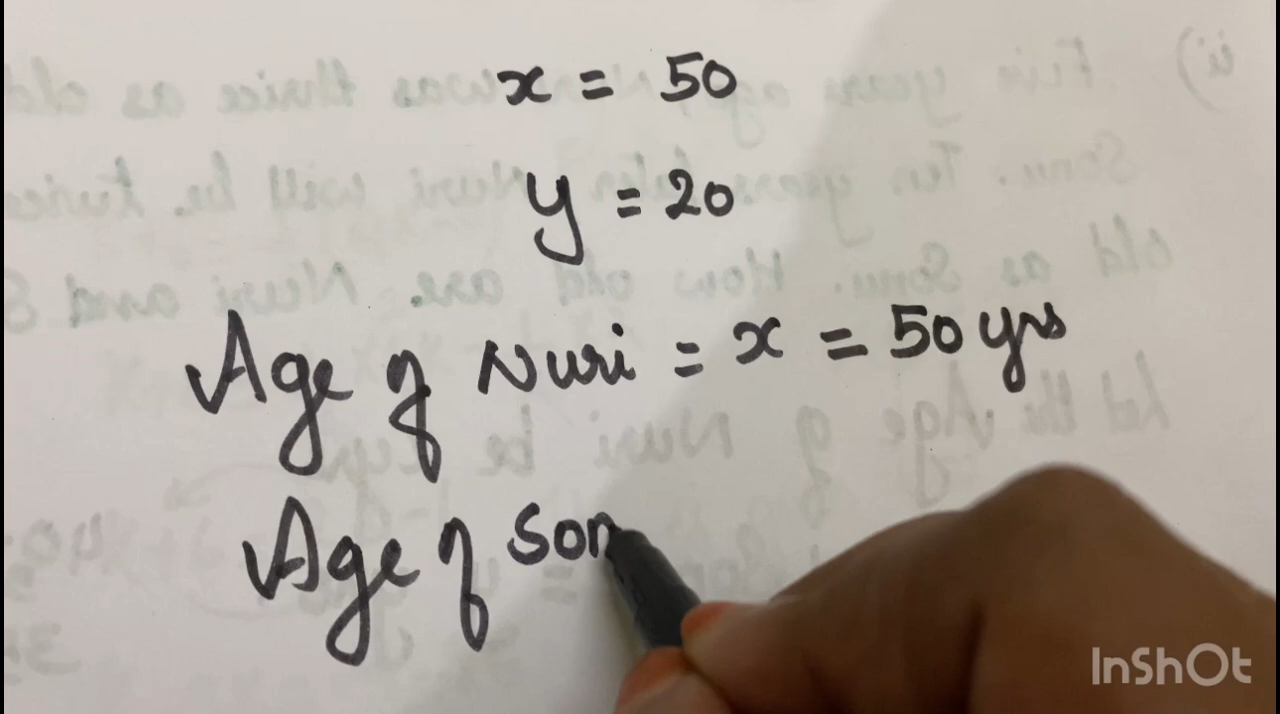 x = 50
y = 20
Age of Nuri = x = 50 yrs
Age of Son
InShOt